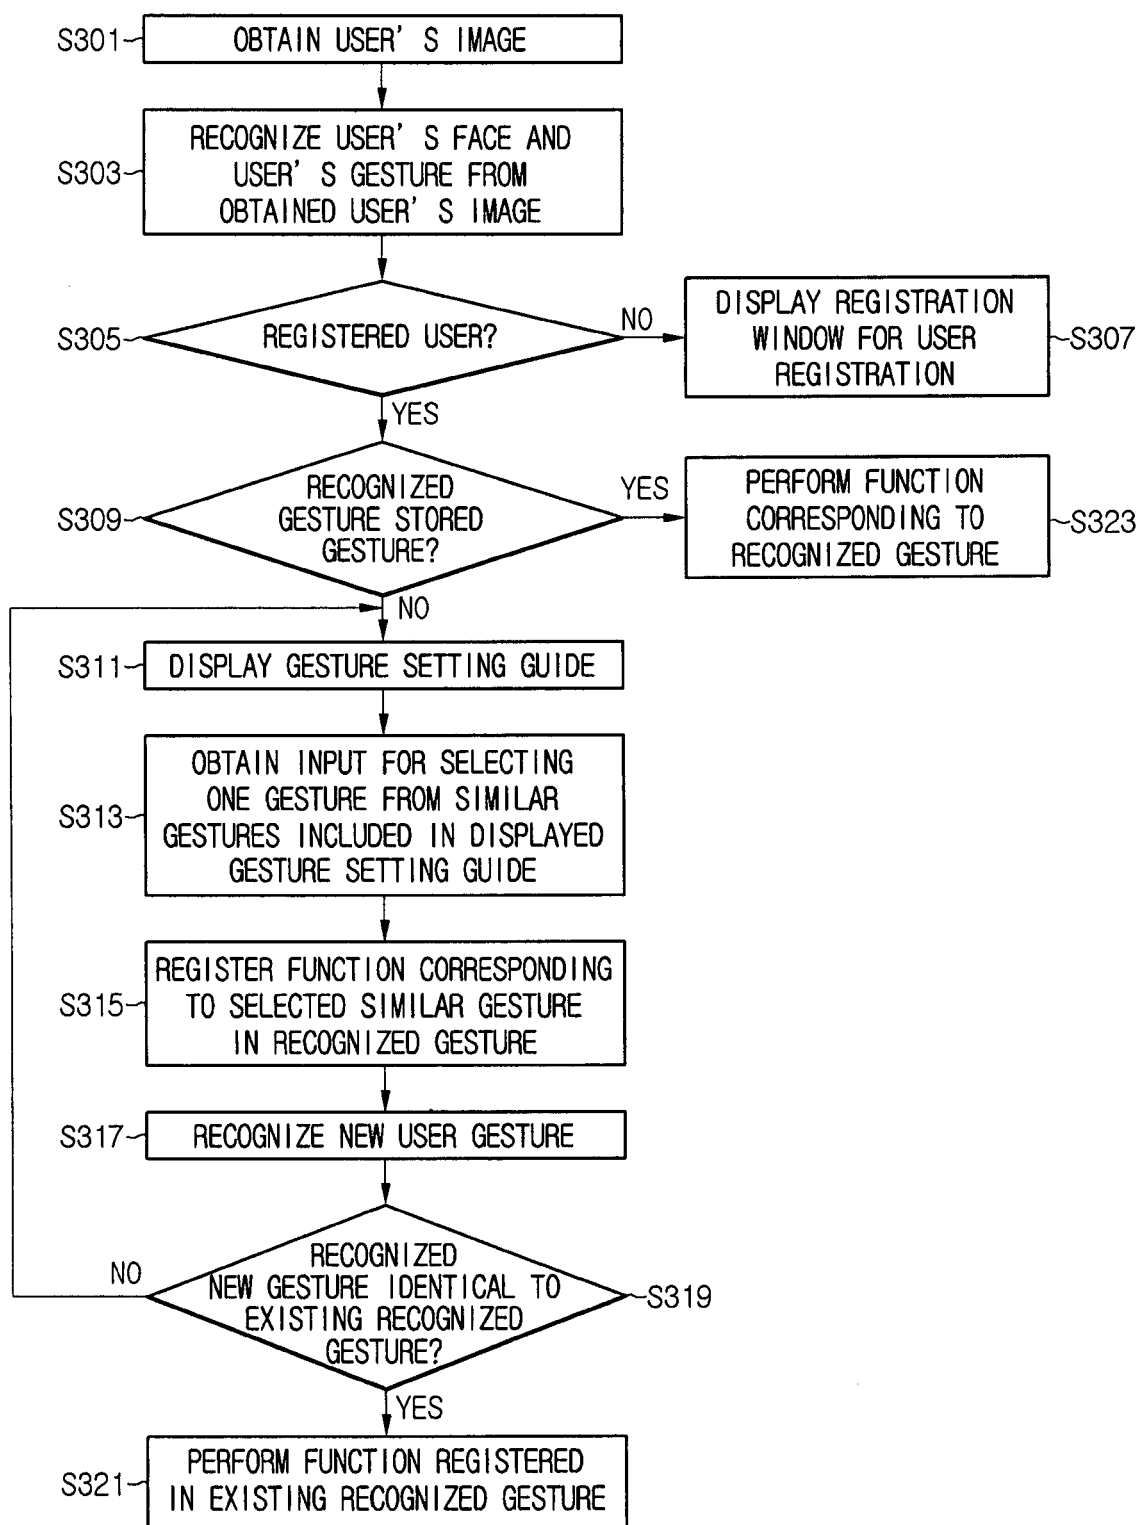 S301
OBTAIN USER' S IMAGE
S303
RECOGNIZE USER' S FACE AND
USER' S GESTURE FROM
OBTAINED USER' S IMAGE
S305
REGISTERED USER?
NO
DISPLAY REGISTRATION
WINDOW FOR USER
REGISTRATION
S307
YES
S309
RECOGNIZED
GESTURE STORED
GESTURE?
YES
PERFORM FUNCTION
CORRESPONDING TO
RECOGNIZED GESTURE
S323
NO
S311
DISPLAY GESTURE SETTING GUIDE
S313
OBTAIN INPUT FOR SELECTING
ONE GESTURE FROM SIMILAR
GESTURES INCLUDED IN DISPLAYED
GESTURE SETTING GUIDE
S315
REGISTER FUNCTION CORRESPONDING
TO SELECTED SIMILAR GESTURE
IN RECOGNIZED GESTURE
S317
RECOGNIZE NEW USER GESTURE
NO
RECOGNIZED
NEW GESTURE IDENTICAL TO
EXISTING RECOGNIZED
GESTURE?
S319
YES
S321
PERFORM FUNCTION REGISTERED
IN EXISTING RECOGNIZED GESTURE